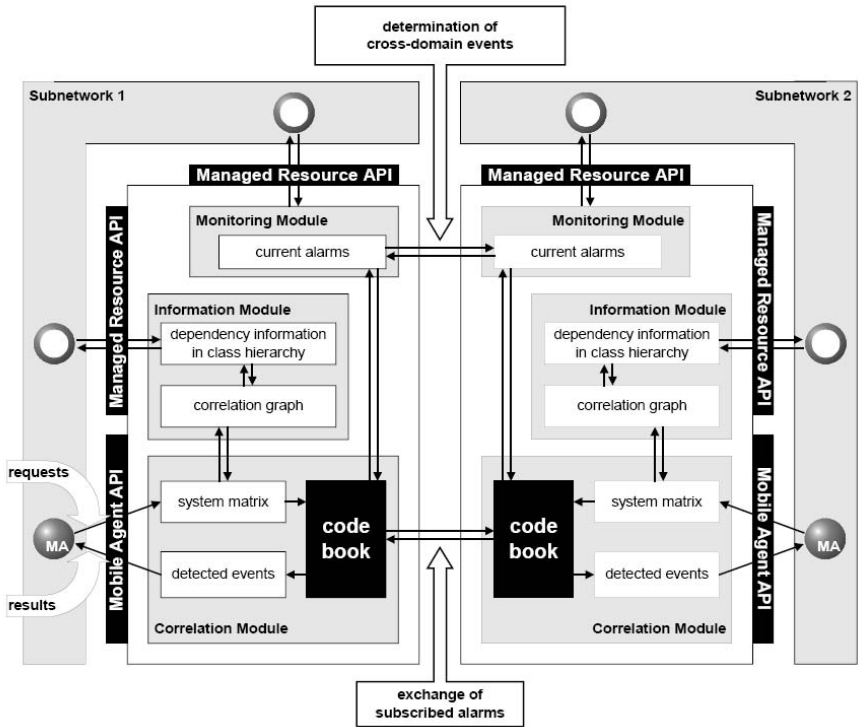 determination of
cross-domain events
Subnetwork 1
Subnetwork 2
Managed Resource API
Managed Resource API
Monitoring Module
current alarms
Monitoring Module
current alarms
Managed Resource API
Managed Resource API
Information Module
dependency information
in class hierarchy
correlation graph
Information Module
dependency information
in class hierarchy
correlation graph
requests
MA
results
Mobile Agent API
system matrix
detected events
code
book
Correlation Module
code
book
system matrix
detected events
Correlation Module
Mobile Agent API
MA
exchange of
subscribed alarms